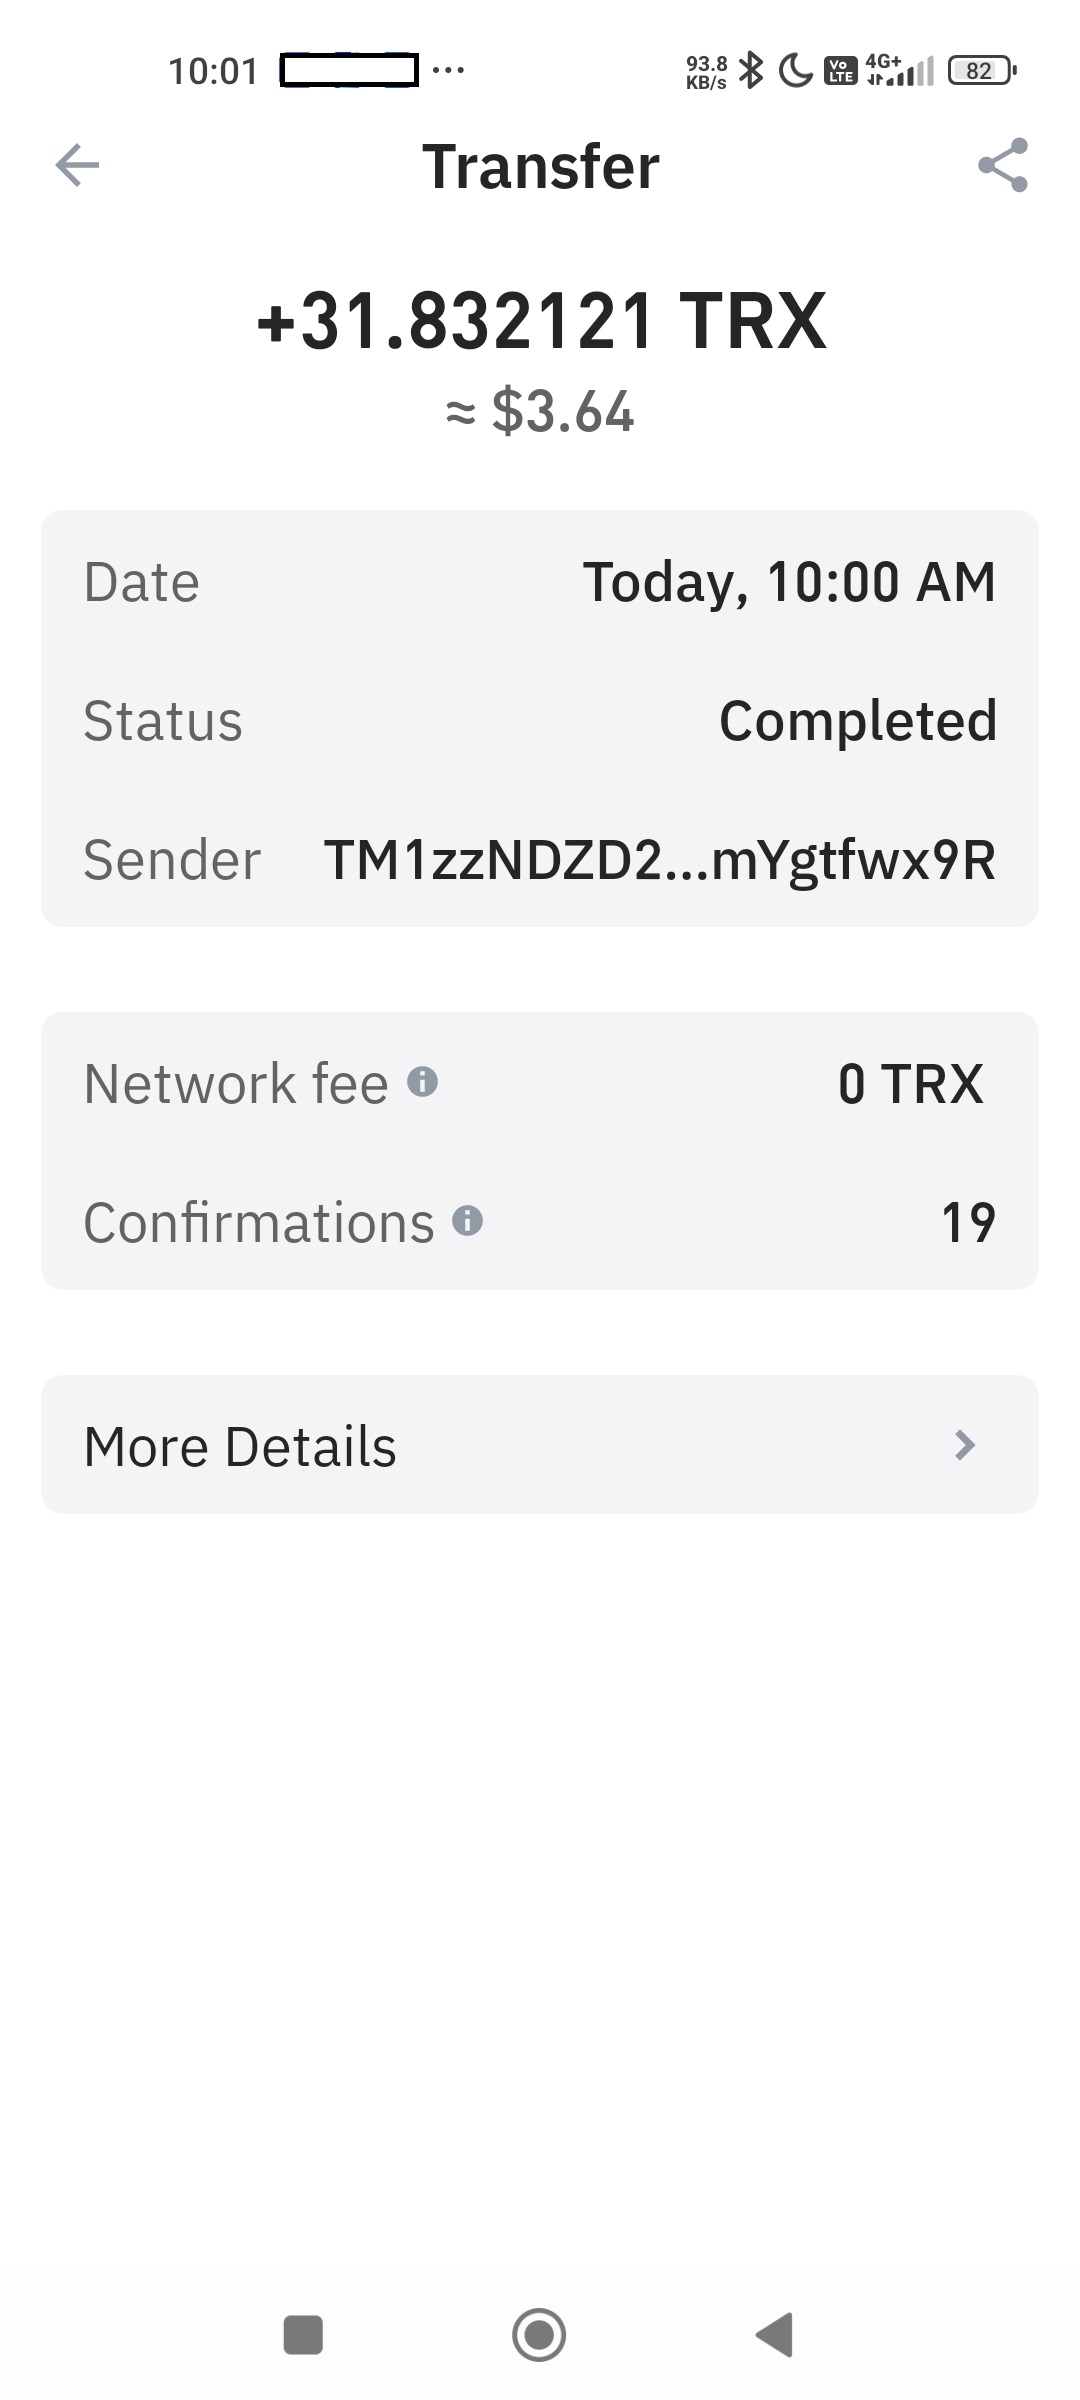 10:01 ... 93.8 KB/s Vo LTE 4G+ 82
Transfer
+31.832121 TRX
≈ $3.64
Date Today, 10:00 AM
Status Completed
Sender TM1zzNDZD2...mYgtfwx9R
Network fee 0 TRX
Confirmations 19
More Details